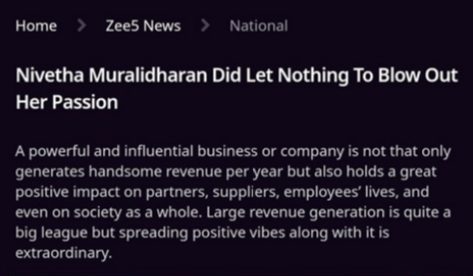 Home > Zee5 News > National
Nivetha Muralidharan Did Let Nothing To Blow Out
Her Passion
A powerful and influential business or company is not that only
generates handsome revenue per year but also holds a great
positive impact on partners, suppliers, employees’ lives, and
even on society as a whole. Large revenue generation is quite a
big league but spreading positive vibes along with it is
extraordinary.